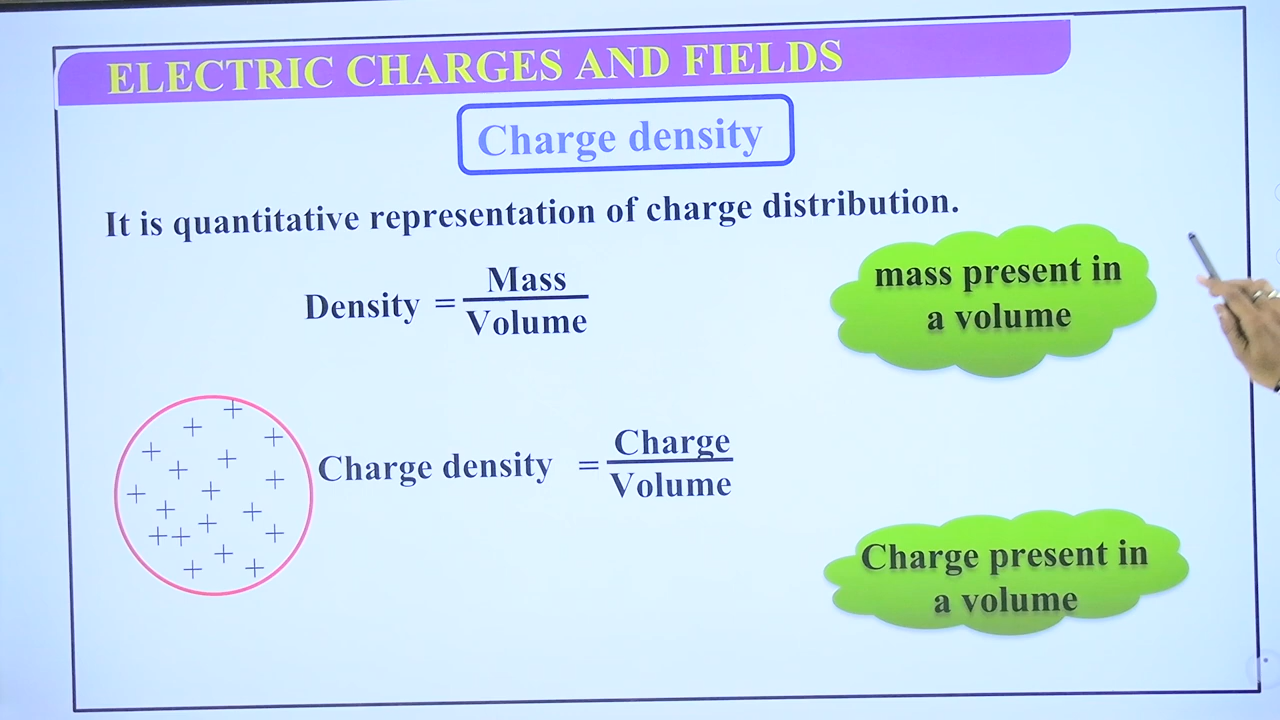 ELECTRIC CHARGES AND FIELDS
Charge density
It is quantitative representation of charge distribution.
Density = Mass / Volume
mass present in
a volume
Charge density = Charge / Volume
Charge present in
a volume